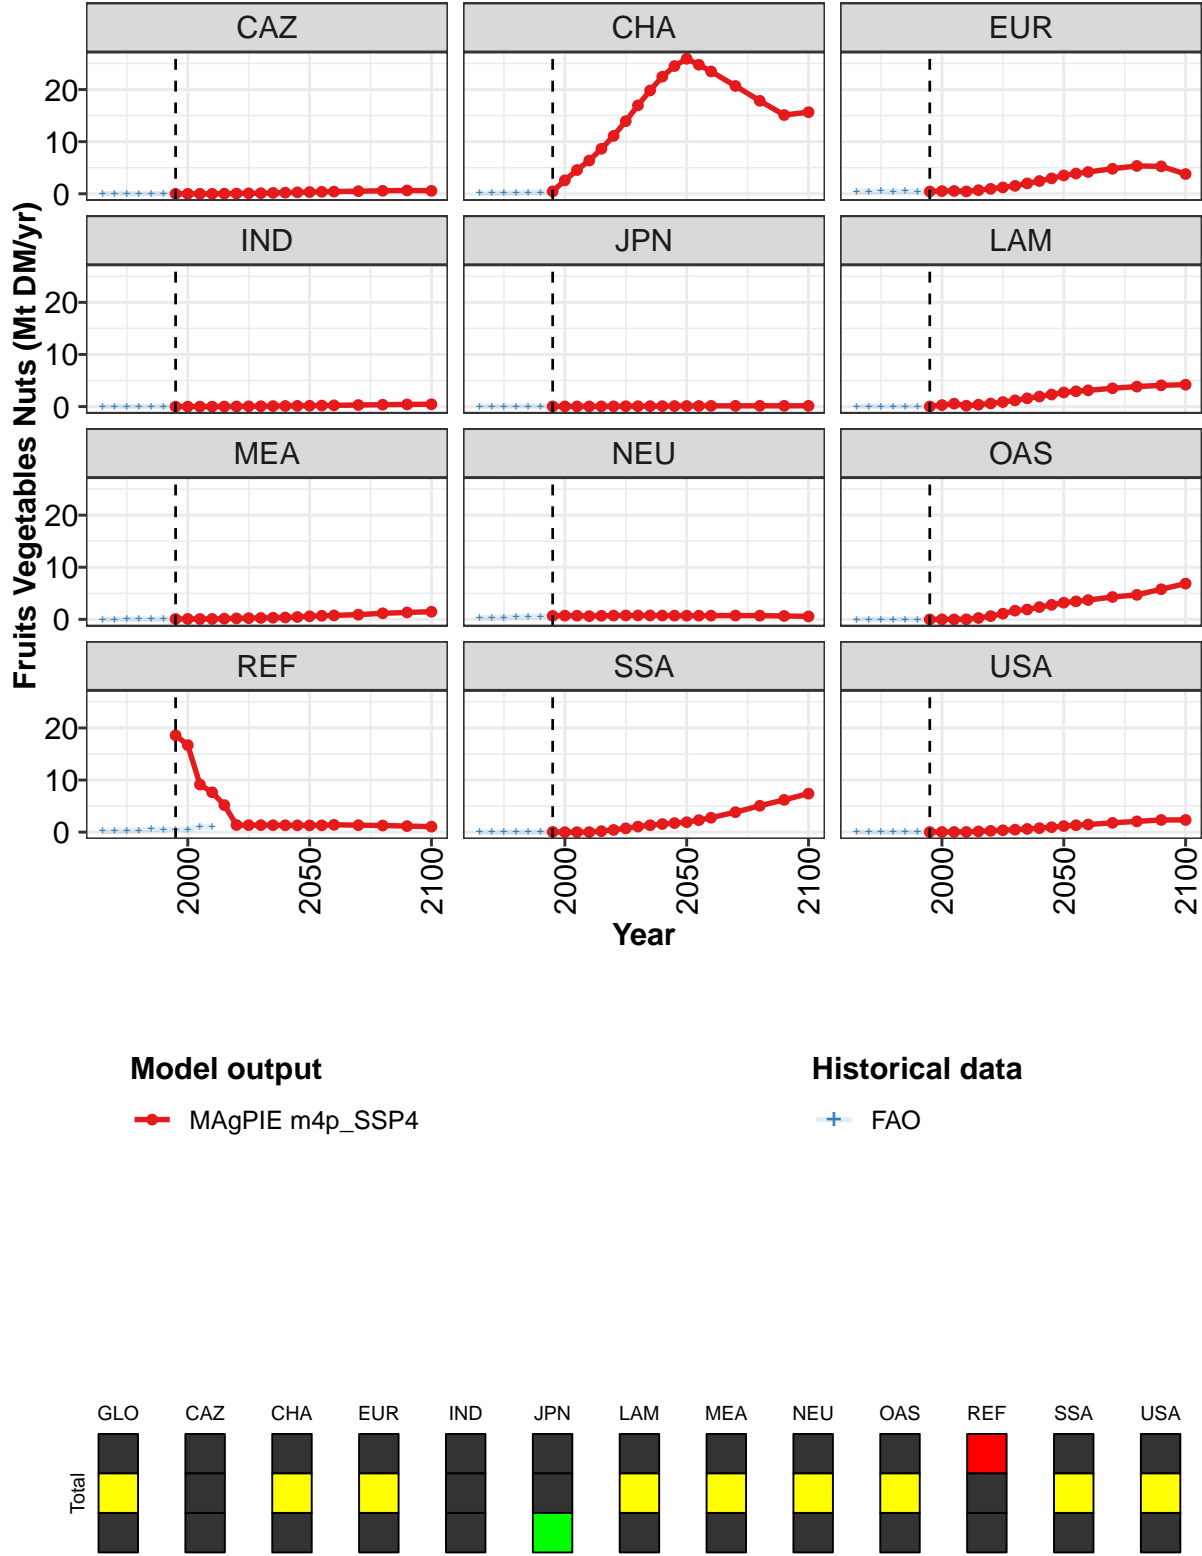 CAZ CHA EUR
20
10
0
IND JPN LAM
20
10
0
MEA NEU OAS
20
10
0
REF SSA USA
20
10
0
2000 2050 2100 2000 2050 2100 2000 2050 2100
Year
Fruits Vegetables Nuts (Mt DM/yr)
Model output
MAgPIE m4p_SSP4
Historical data
FAO
GLO CAZ CHA EUR IND JPN LAM MEA NEU OAS REF SSA USA
Total